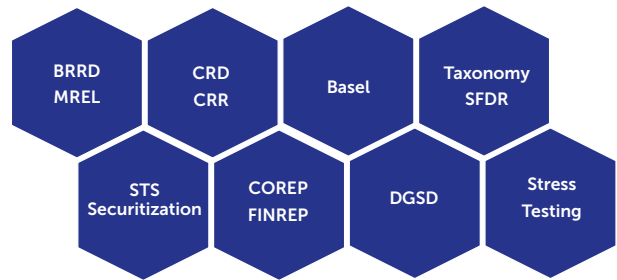 BRRD
MREL
CRD
CRR
Basel
Taxonomy
SFDR
STS
Securitization
COREP
FINREP
DGSD
Stress
Testing